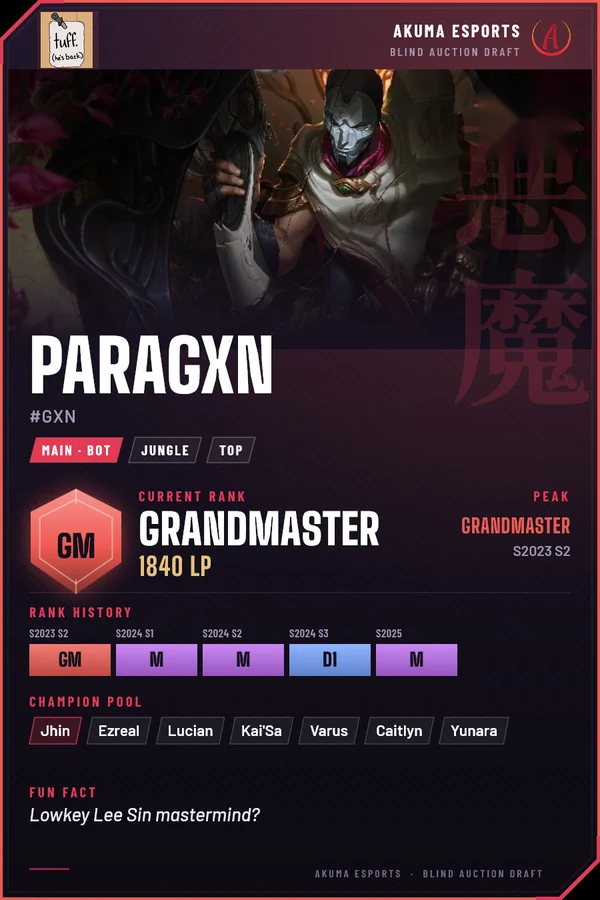 tuff.
(he's back)
AKUMA ESPORTS
BLIND AUCTION DRAFT
A
悪
魔
PARAGXN
#GXN
MAIN · BOT
JUNGLE
TOP
GM
CURRENT RANK
GRANDMASTER
1840 LP
PEAK
GRANDMASTER
S2023 S2
RANK HISTORY
S2023 S2 S2024 S1 S2024 S2 S2024 S3 S2025
GM M M D1 M
CHAMPION POOL
Jhin Ezreal Lucian Kai'Sa Varus Caitlyn Yunara
FUN FACT
Lowkey Lee Sin mastermind?
AKUMA ESPORTS · BLIND AUCTION DRAFT